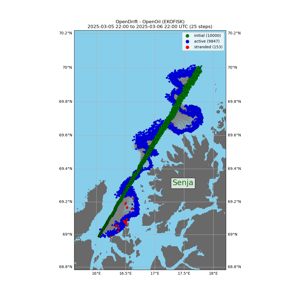 OpenDrift - OpenOil (EKOFISK)
2025-03-05 22:00 to 2025-03-06 22:00 UTC (25 steps)
70.2°N 70.2°N
initial (10000)
active (9847)
stranded (153)
70°N 70°N
69.8°N 69.8°N
69.6°N 69.6°N
69.4°N 69.4°N
Senja
69.2°N 69.2°N
69°N 69°N
68.8°N 68.8°N
16°E 16.5°E 17°E 17.5°E 18°E